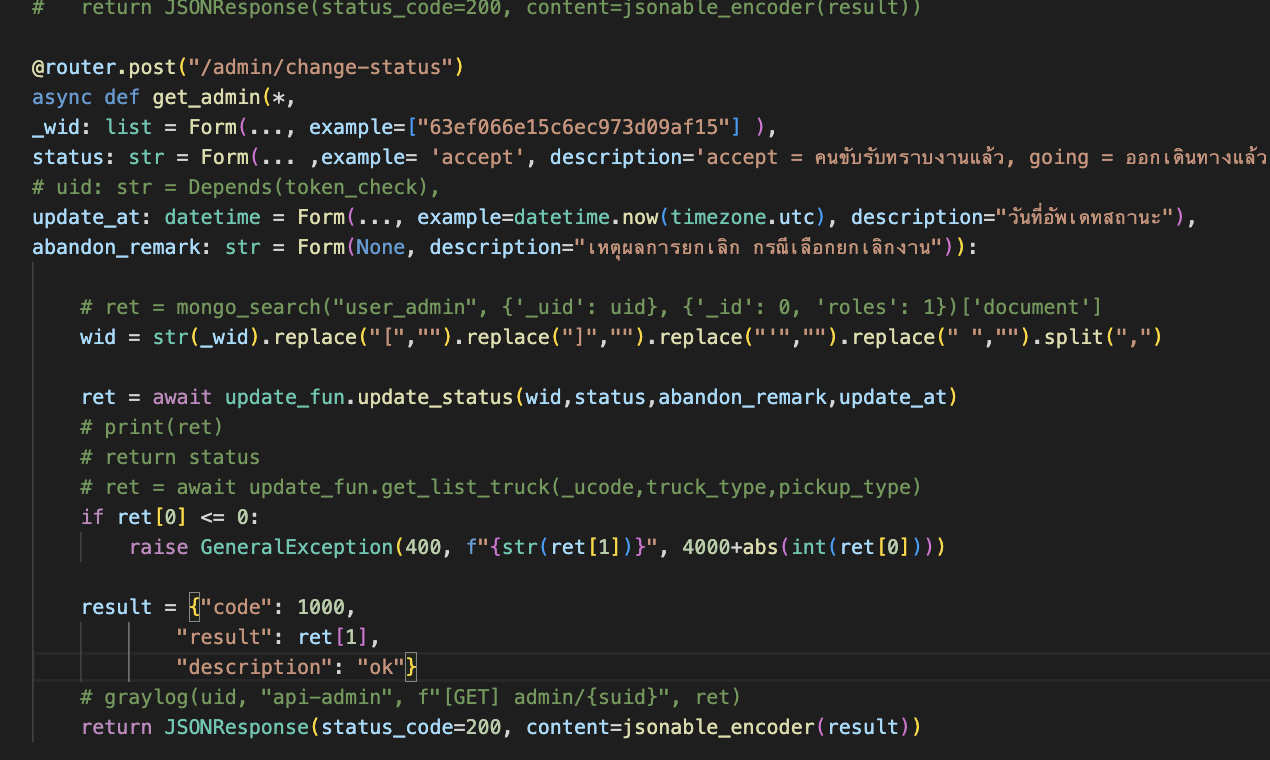 #   return JSONResponse(status_code=200, content=jsonable_encoder(result))
@router.post("/admin/change-status")
async def get_admin(*,
_wid: list = Form(..., example=["63ef066e15c6ec973d09af15"] ),
status: str = Form(... ,example= 'accept', description='accept = คนขับรับทราบงานแล้ว, going = ออกเดินทางแล้ว
# uid: str = Depends(token_check),
update_at: datetime = Form(..., example=datetime.now(timezone.utc), description="วันที่อัพเดทสถานะ"),
abandon_remark: str = Form(None, description="เหตุผลการยกเลิก กรณีเลือกยกเลิกงาน")):
# ret = mongo_search("user_admin", {'_uid': uid}, {'_id': 0, 'roles': 1})['document']
wid = str(_wid).replace("[","").replace("]","").replace("'","").replace(" ","").split(",")
ret = await update_fun.update_status(wid,status,abandon_remark,update_at)
# print(ret)
# return status
# ret = await update_fun.get_list_truck(_ucode,truck_type,pickup_type)
if ret[0] <= 0:
raise GeneralException(400, f"{str(ret[1])}", 4000+abs(int(ret[0])))
result = {"code": 1000,
"result": ret[1],
"description": "ok"}
# graylog(uid, "api-admin", f"[GET] admin/{suid}", ret)
return JSONResponse(status_code=200, content=jsonable_encoder(result))